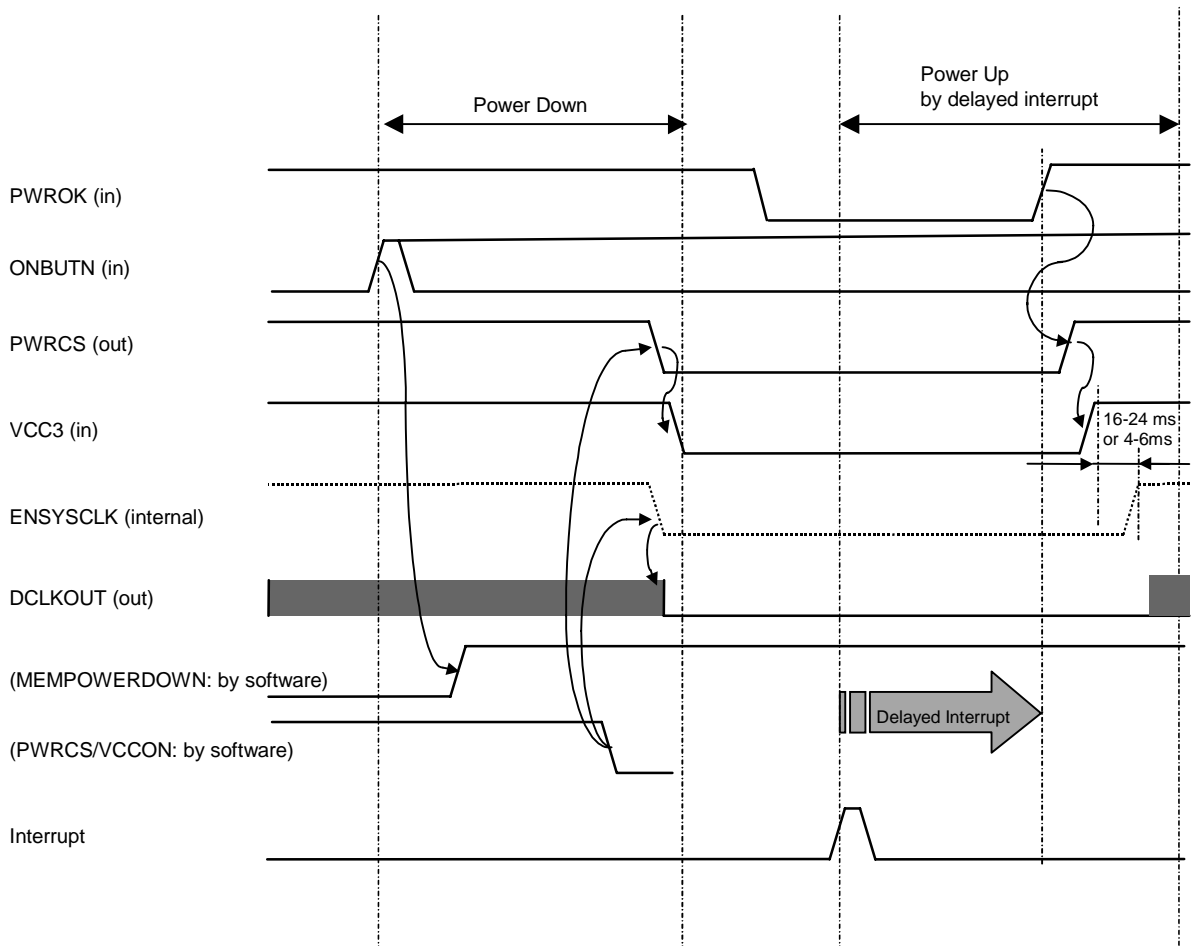 Power Down
Power Up
by delayed interrupt
PWROK (in)
ONBUTN (in)
PWRCS (out)
VCC3 (in)
16-24 ms
or 4-6ms
ENSYSCLK (internal)
DCLKOUT (out)
(MEMPOWERDOWN: by software)
Delayed Interrupt
(PWRCS/VCCON: by software)
Interrupt